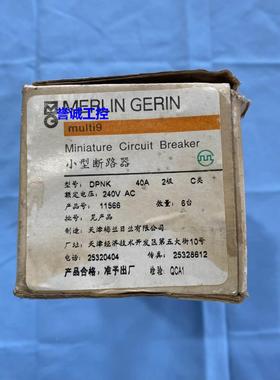 誉诚工控
MG MERLIN GERIN
multi9
Miniature Circuit Breaker
小型断路器
型号: DPNK 40A 2极 C类
额定电压: 240V AC
产品号: 11566 数量: 6台
批号: 见产品
制造: 天津梅兰日兰有限公司
厂址: 天津经济技术开发区第五大街10号
电话: 25320404 传真: 25328612
产品合格, 准予出厂 检验: QCA1